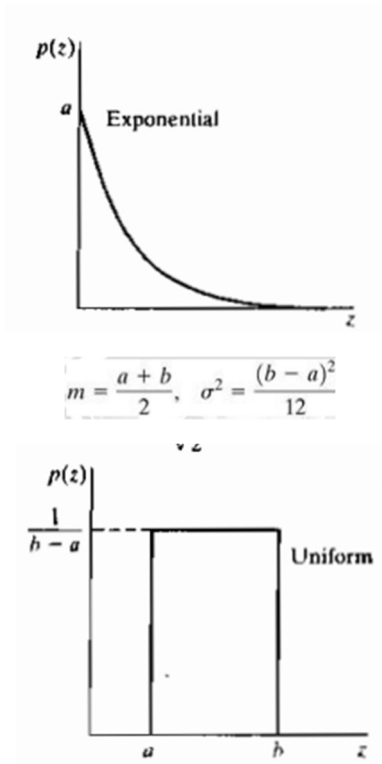 p(z)
a
Exponential
z
m = a + b / 2, σ² = (b − a)² / 12
p(z)
1 / b − a
Uniform
a b z